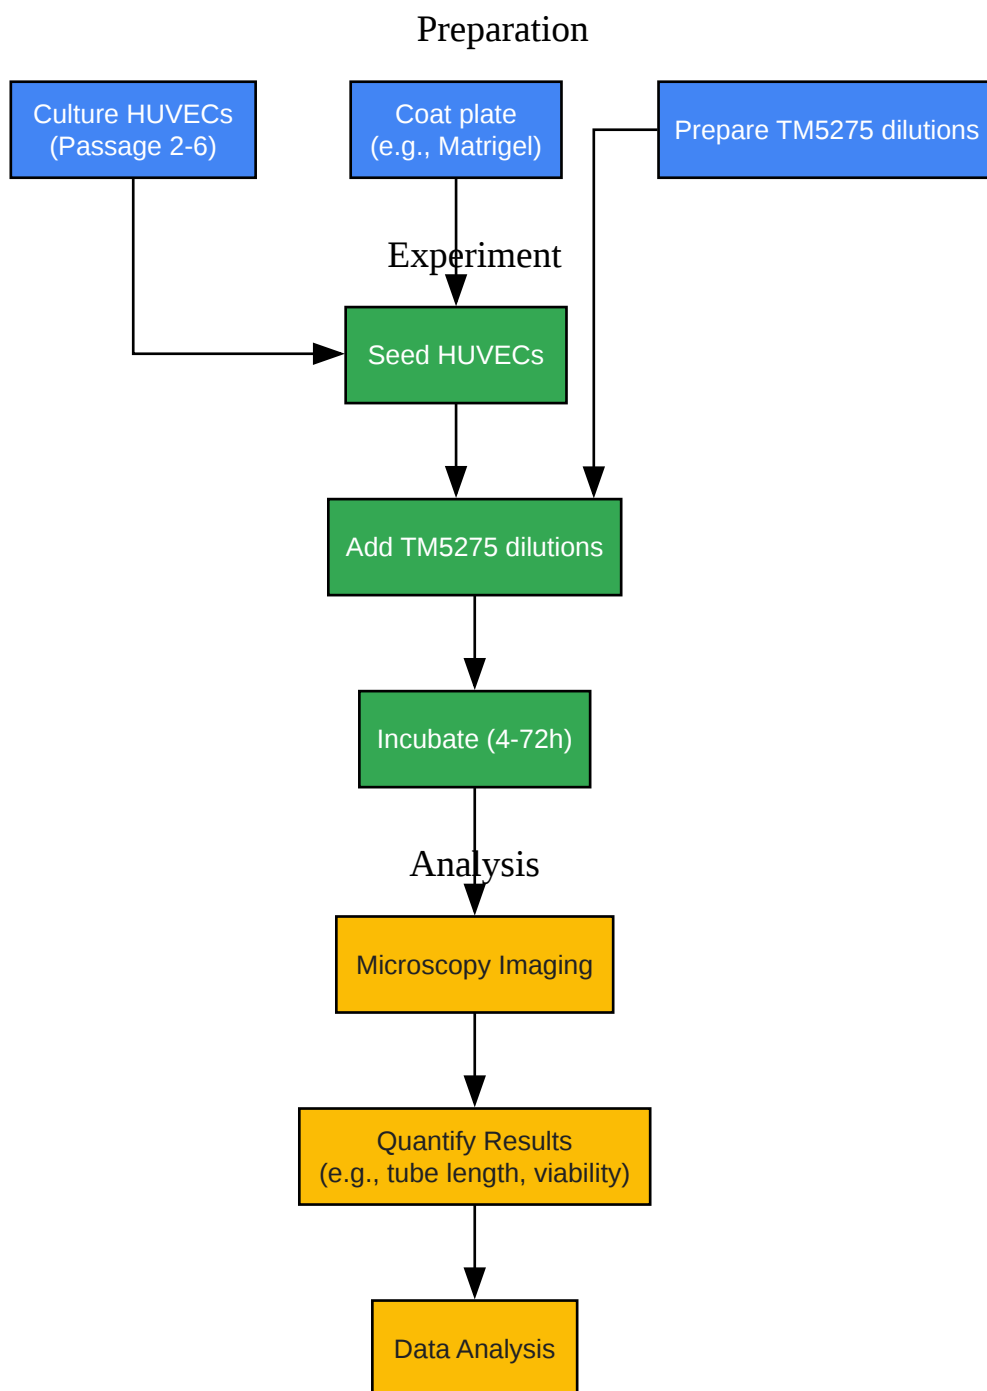 Preparation
Culture HUVECs
(Passage 2-6)
Coat plate
(e.g., Matrigel)
Prepare TM5275 dilutions
Experiment
Seed HUVECs
Add TM5275 dilutions
Incubate (4-72h)
Analysis
Microscopy Imaging
Quantify Results
(e.g., tube length, viability)
Data Analysis